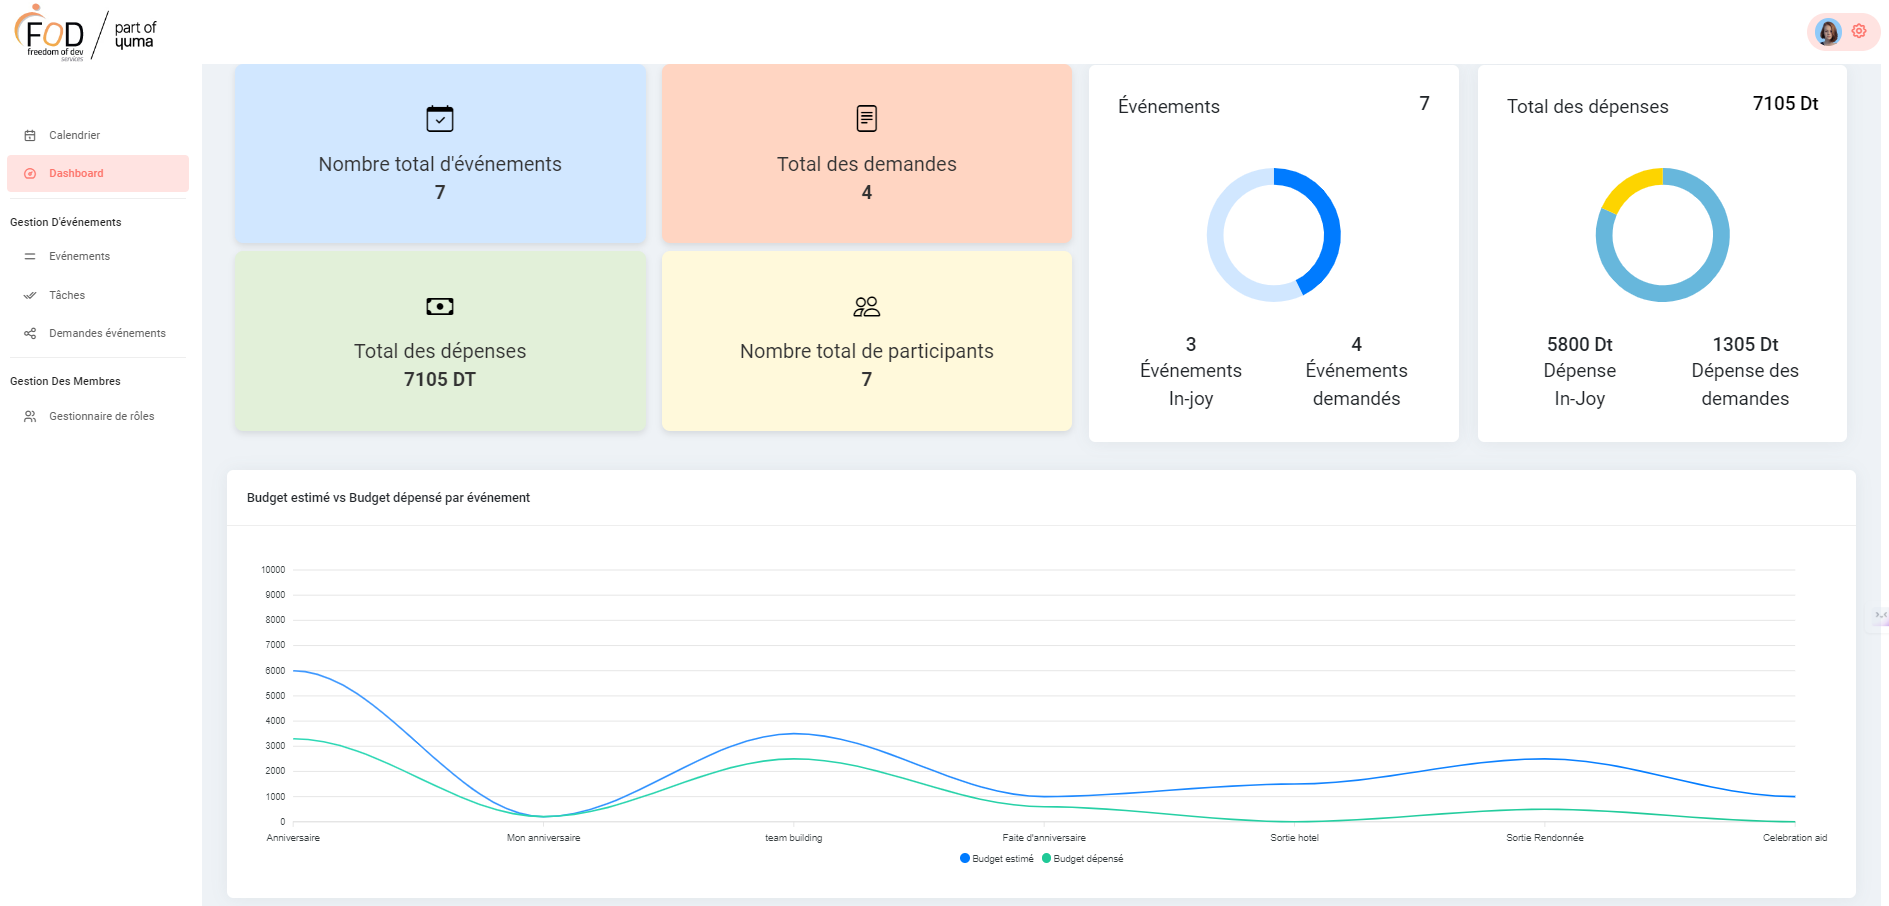 FOD
freedom of dev
services
part of
yuma
Calendrier
Dashboard
Gestion D'événements
Evénements
Tâches
Demandes événements
Gestion Des Membres
Gestionnaire de rôles
Nombre total d'événements
7
Total des demandes
4
Total des dépenses
7105 DT
Nombre total de participants
7
Événements
7
3
Événements
In-joy
4
Événements
demandés
Total des dépenses
7105 Dt
5800 Dt
Dépense
In-Joy
1305 Dt
Dépense des
demandes
Budget estimé vs Budget dépensé par événement
10000
9000
8000
7000
6000
5000
4000
3000
2000
1000
0
Anniversaire
Mon anniversaire
team building
Faite d'anniversaire
Sortie hotel
Sortie Rendonnée
Celebration aid
Budget estimé
Budget dépensé